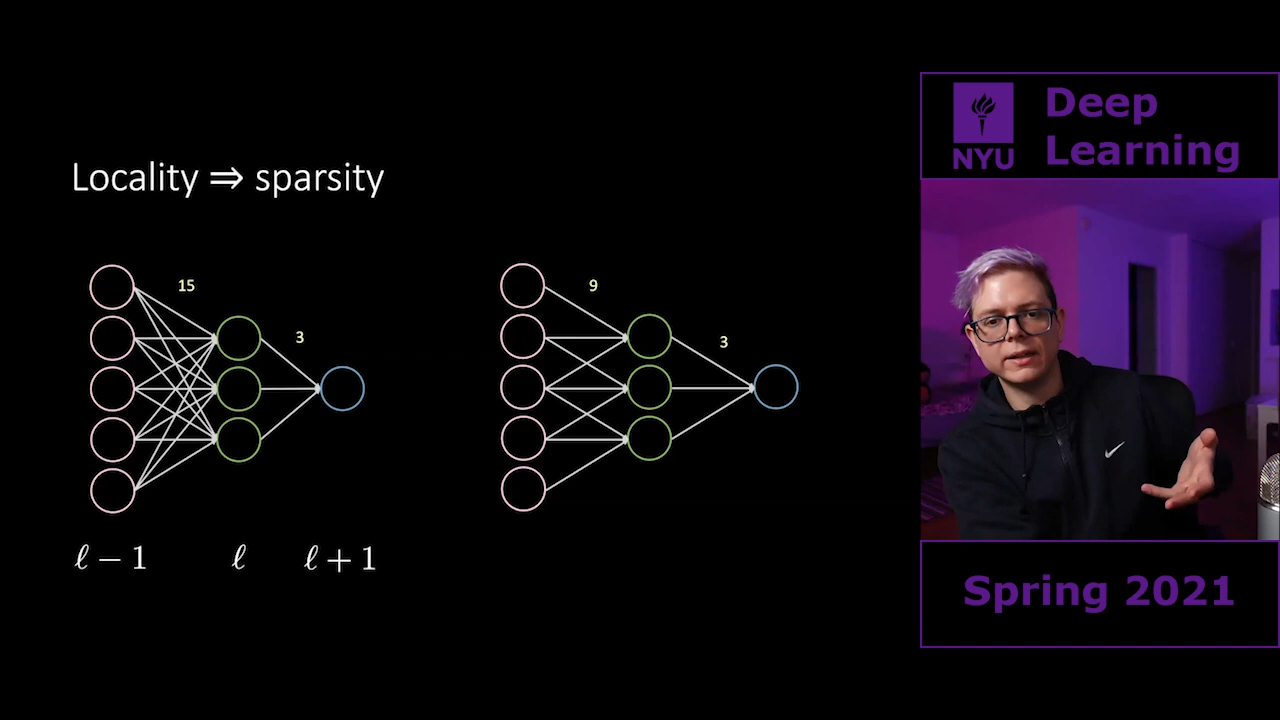 Locality ⇒ sparsity
15
3
9
3
ℓ − 1
ℓ
ℓ + 1
NYU
Deep
Learning
Spring 2021